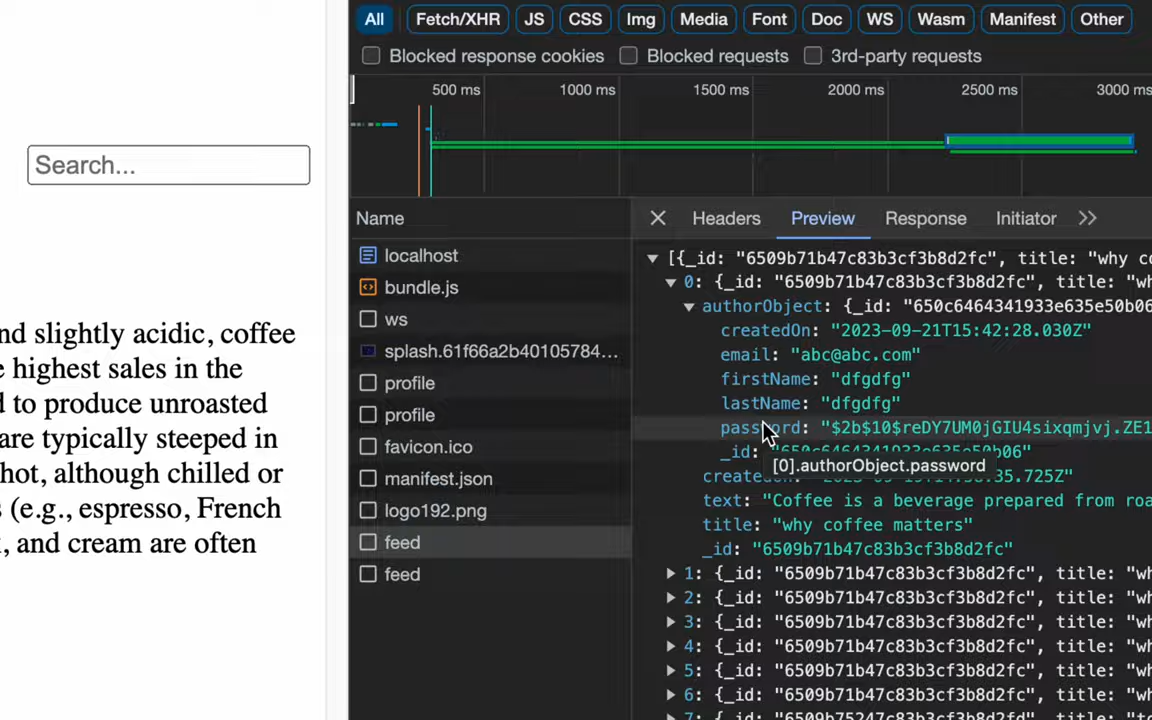 All Fetch/XHR JS CSS Img Media Font Doc WS Wasm Manifest Other
Blocked response cookies Blocked requests 3rd-party requests
500 ms 1000 ms 1500 ms 2000 ms 2500 ms 3000 ms
Search...
nd slightly acidic, coffee
e highest sales in the
d to produce unroasted
are typically steeped in
hot, although chilled or
s (e.g., espresso, French
k, and cream are often
Name
localhost
bundle.js
ws
splash.61f66a2b40105784...
profile
profile
favicon.ico
manifest.json
logo192.png
feed
feed
Headers Preview Response Initiator
[{_id: "6509b71b47c83b3cf3b8d2fc", title: "why co
0: {_id: "6509b71b47c83b3cf3b8d2fc", title: "wh
authorObject: {_id: "650c6464341933e635e50b06
createdOn: "2023-09-21T15:42:28.030Z"
email: "abc@abc.com"
firstName: "dfgdfg"
lastName: "dfgdfg"
password: "$2b$10$reDY7UM0jGIU4sixqmjvj.ZE1
_id: "650c6464341933e635e50b06"
[0].authorObject.password
text: "Coffee is a beverage prepared from roa
title: "why coffee matters"
_id: "6509b71b47c83b3cf3b8d2fc"
1: {_id: "6509b71b47c83b3cf3b8d2fc", title: "wh
2: {_id: "6509b71b47c83b3cf3b8d2fc", title: "wh
3: {_id: "6509b71b47c83b3cf3b8d2fc", title: "wh
4: {_id: "6509b71b47c83b3cf3b8d2fc", title: "wh
5: {_id: "6509b71b47c83b3cf3b8d2fc", title: "wh
6: {_id: "6509b71b47c83b3cf3b8d2fc", title: "wh